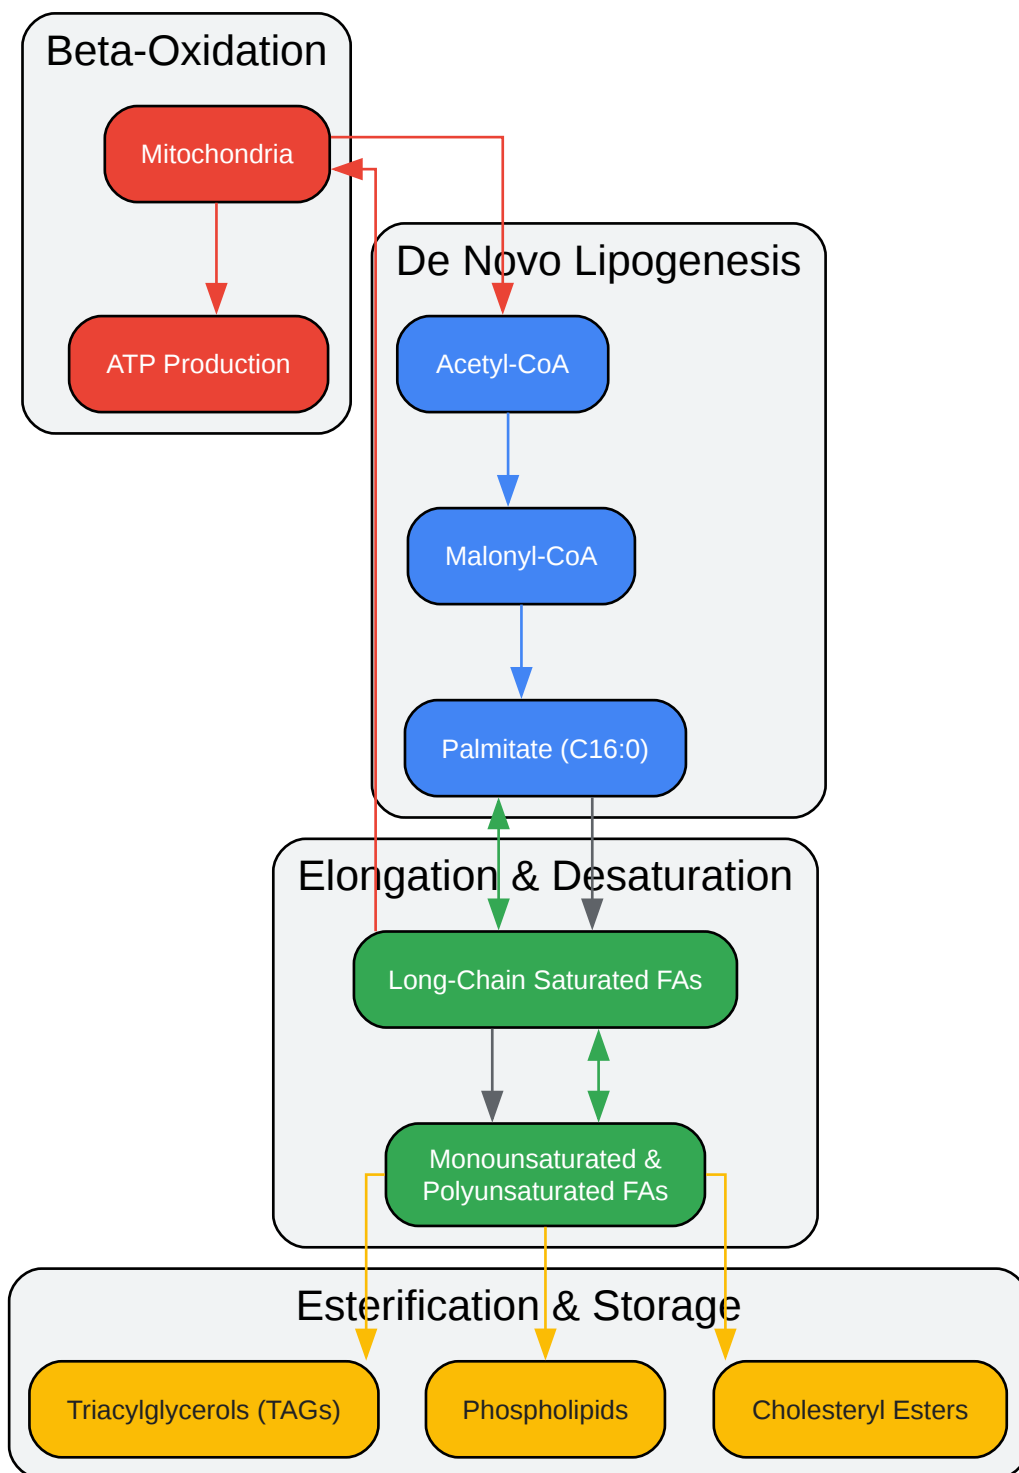 Beta-Oxidation
Mitochondria
ATP Production
De Novo Lipogenesis
Acetyl-CoA
Malonyl-CoA
Palmitate (C16:0)
Elongation & Desaturation
Long-Chain Saturated FAs
Monounsaturated &
Polyunsaturated FAs
Esterification & Storage
Triacylglycerols (TAGs)
Phospholipids
Cholesteryl Esters